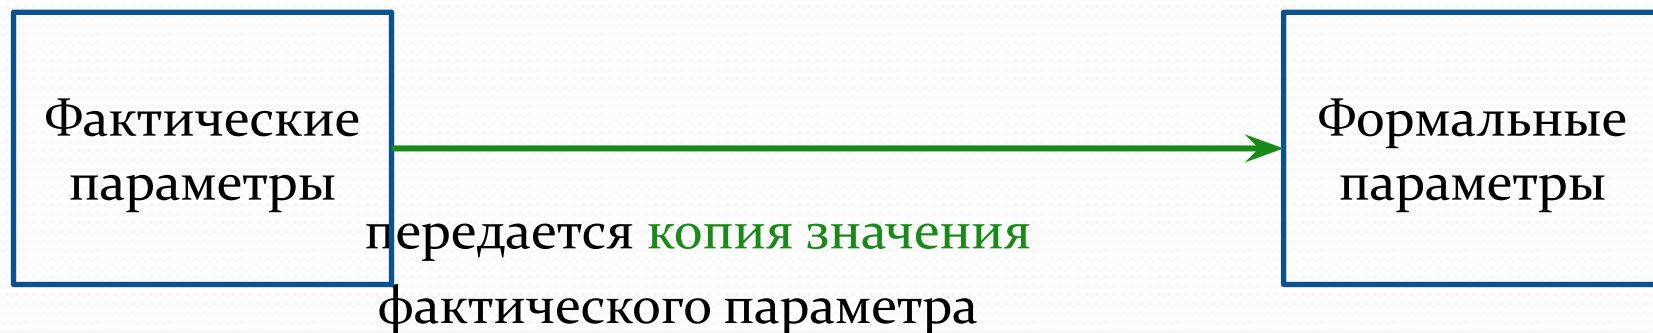 Фактические
параметры
передается копия значения
фактического параметра
Формальные
параметры